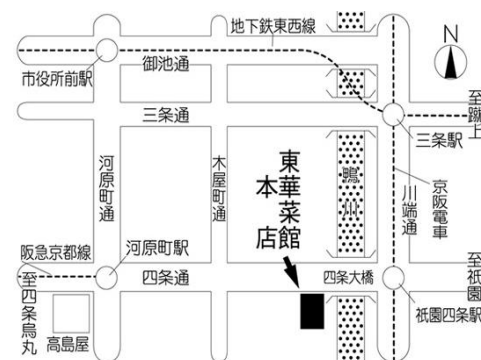 地下鉄東西線
N
市役所前駅
御池通
至蹴上
三条通
三条駅
河原町通
木屋町通
東華菜館
本店
鴨川
川端通
京阪電車
阪急京都線
河原町駅
四条通
四条大橋
至祇園
至四条烏丸
高島屋
祇園四条駅